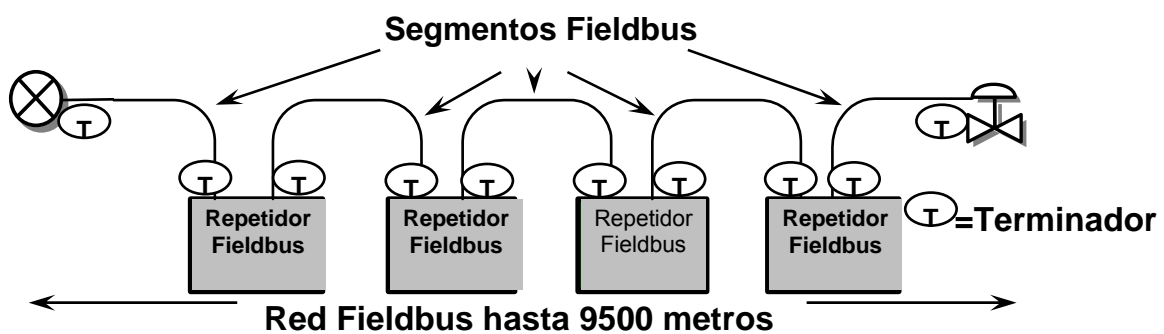 Segmentos Fieldbus
T
T
T T
T T
T T
T T
Repetidor
Fieldbus
Repetidor
Fieldbus
Repetidor
Fieldbus
Repetidor
Fieldbus
T=Terminador
Red Fieldbus hasta 9500 metros